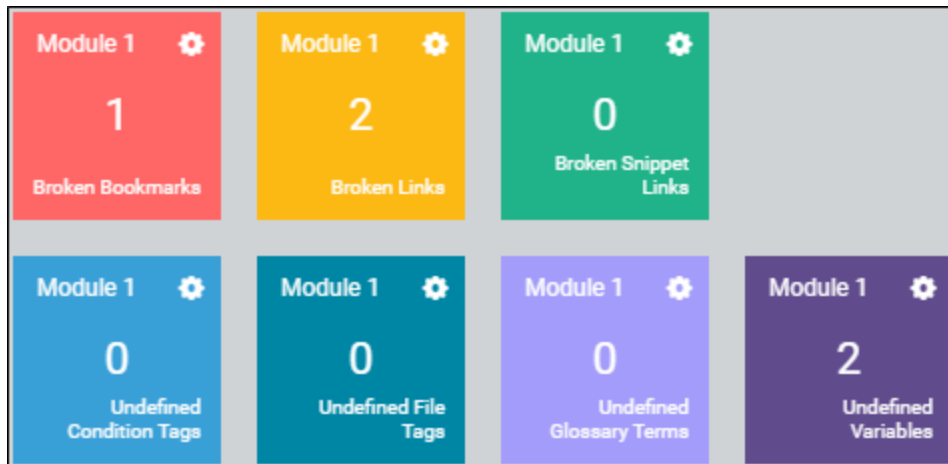 Module 1
1
Broken Bookmarks
Module 1
2
Broken Links
Module 1
0
Broken Snippet
Links
Module 1
0
Undefined
Condition Tags
Module 1
0
Undefined File
Tags
Module 1
0
Undefined
Glossary Terms
Module 1
2
Undefined
Variables